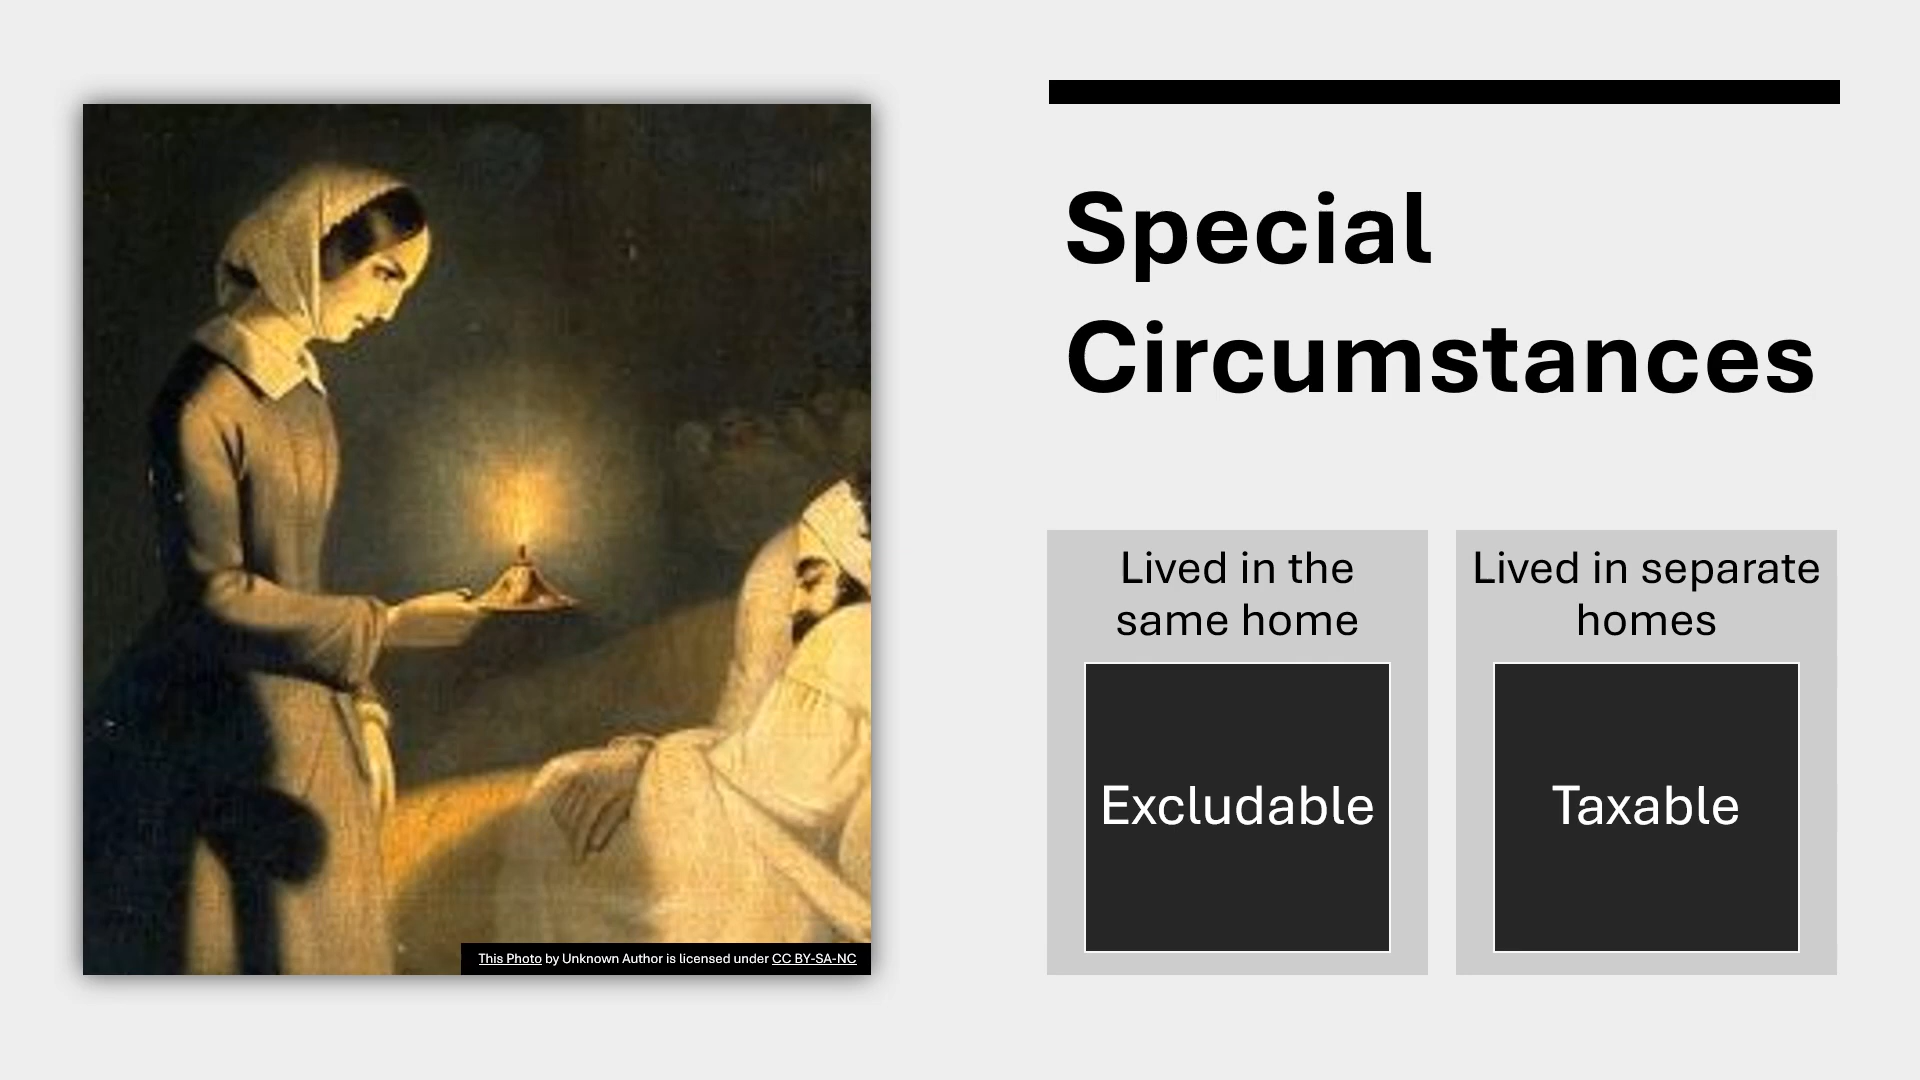 Special
Circumstances
Lived in the
same home
Excludable
Lived in separate
homes
Taxable
This Photo by Unknown Author is licensed under CC BY-SA-NC